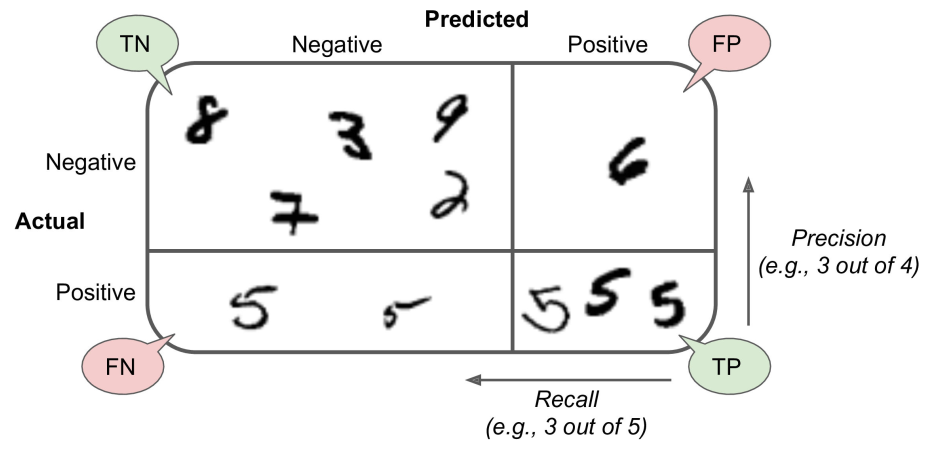 Predicted
TN
Negative
Positive
FP
8
3
9
Negative
6
7
2
Actual
Precision
(e.g., 3 out of 4)
Positive
5
5
5
5
5
FN
TP
Recall
(e.g., 3 out of 5)